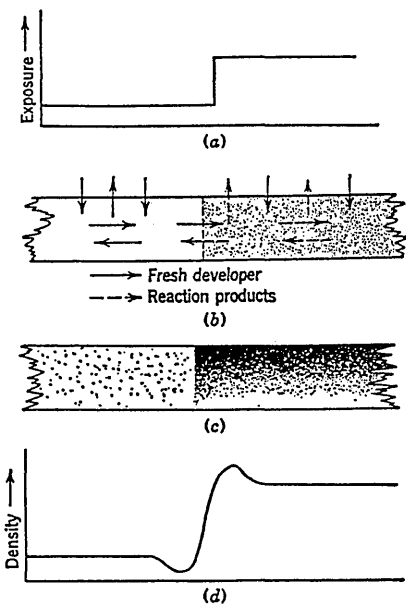 Exposure
(a)
Fresh developer
Reaction products
(b)
(c)
Density
(d)